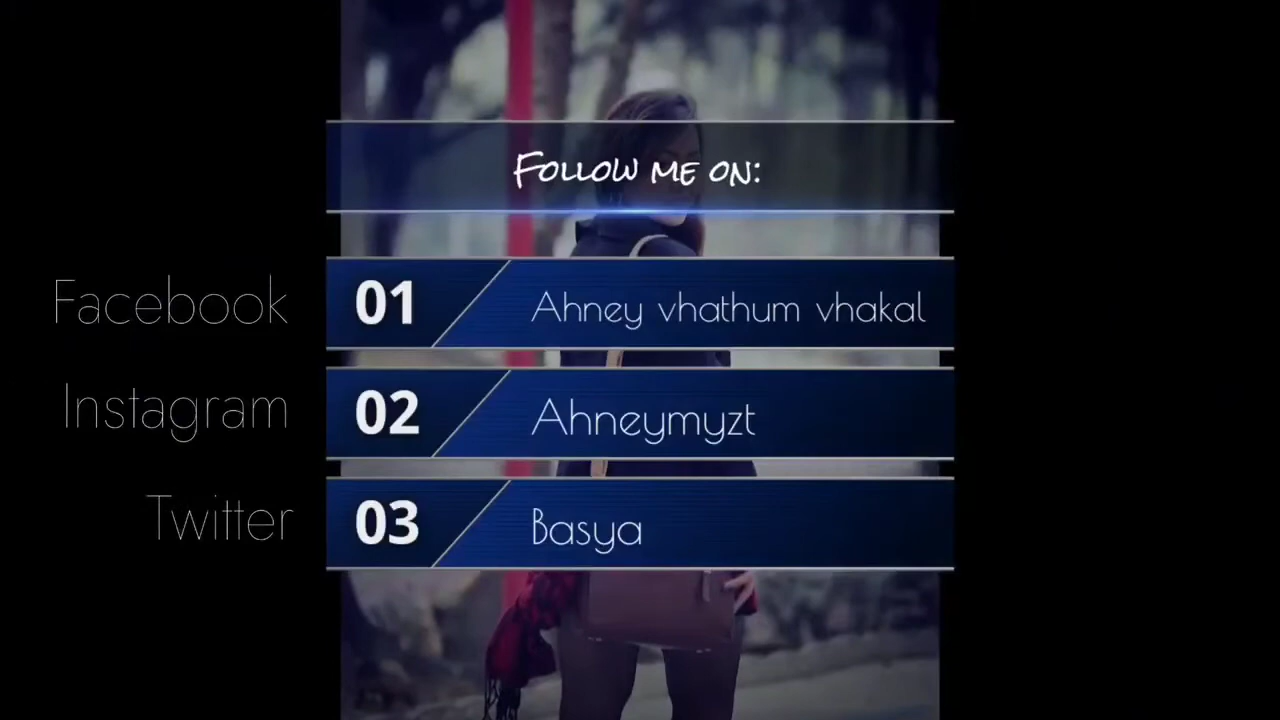 Follow me on:
Facebook 01 Ahney vhathum vhakal
Instagram 02 Ahneymyzt
Twitter 03 Basya